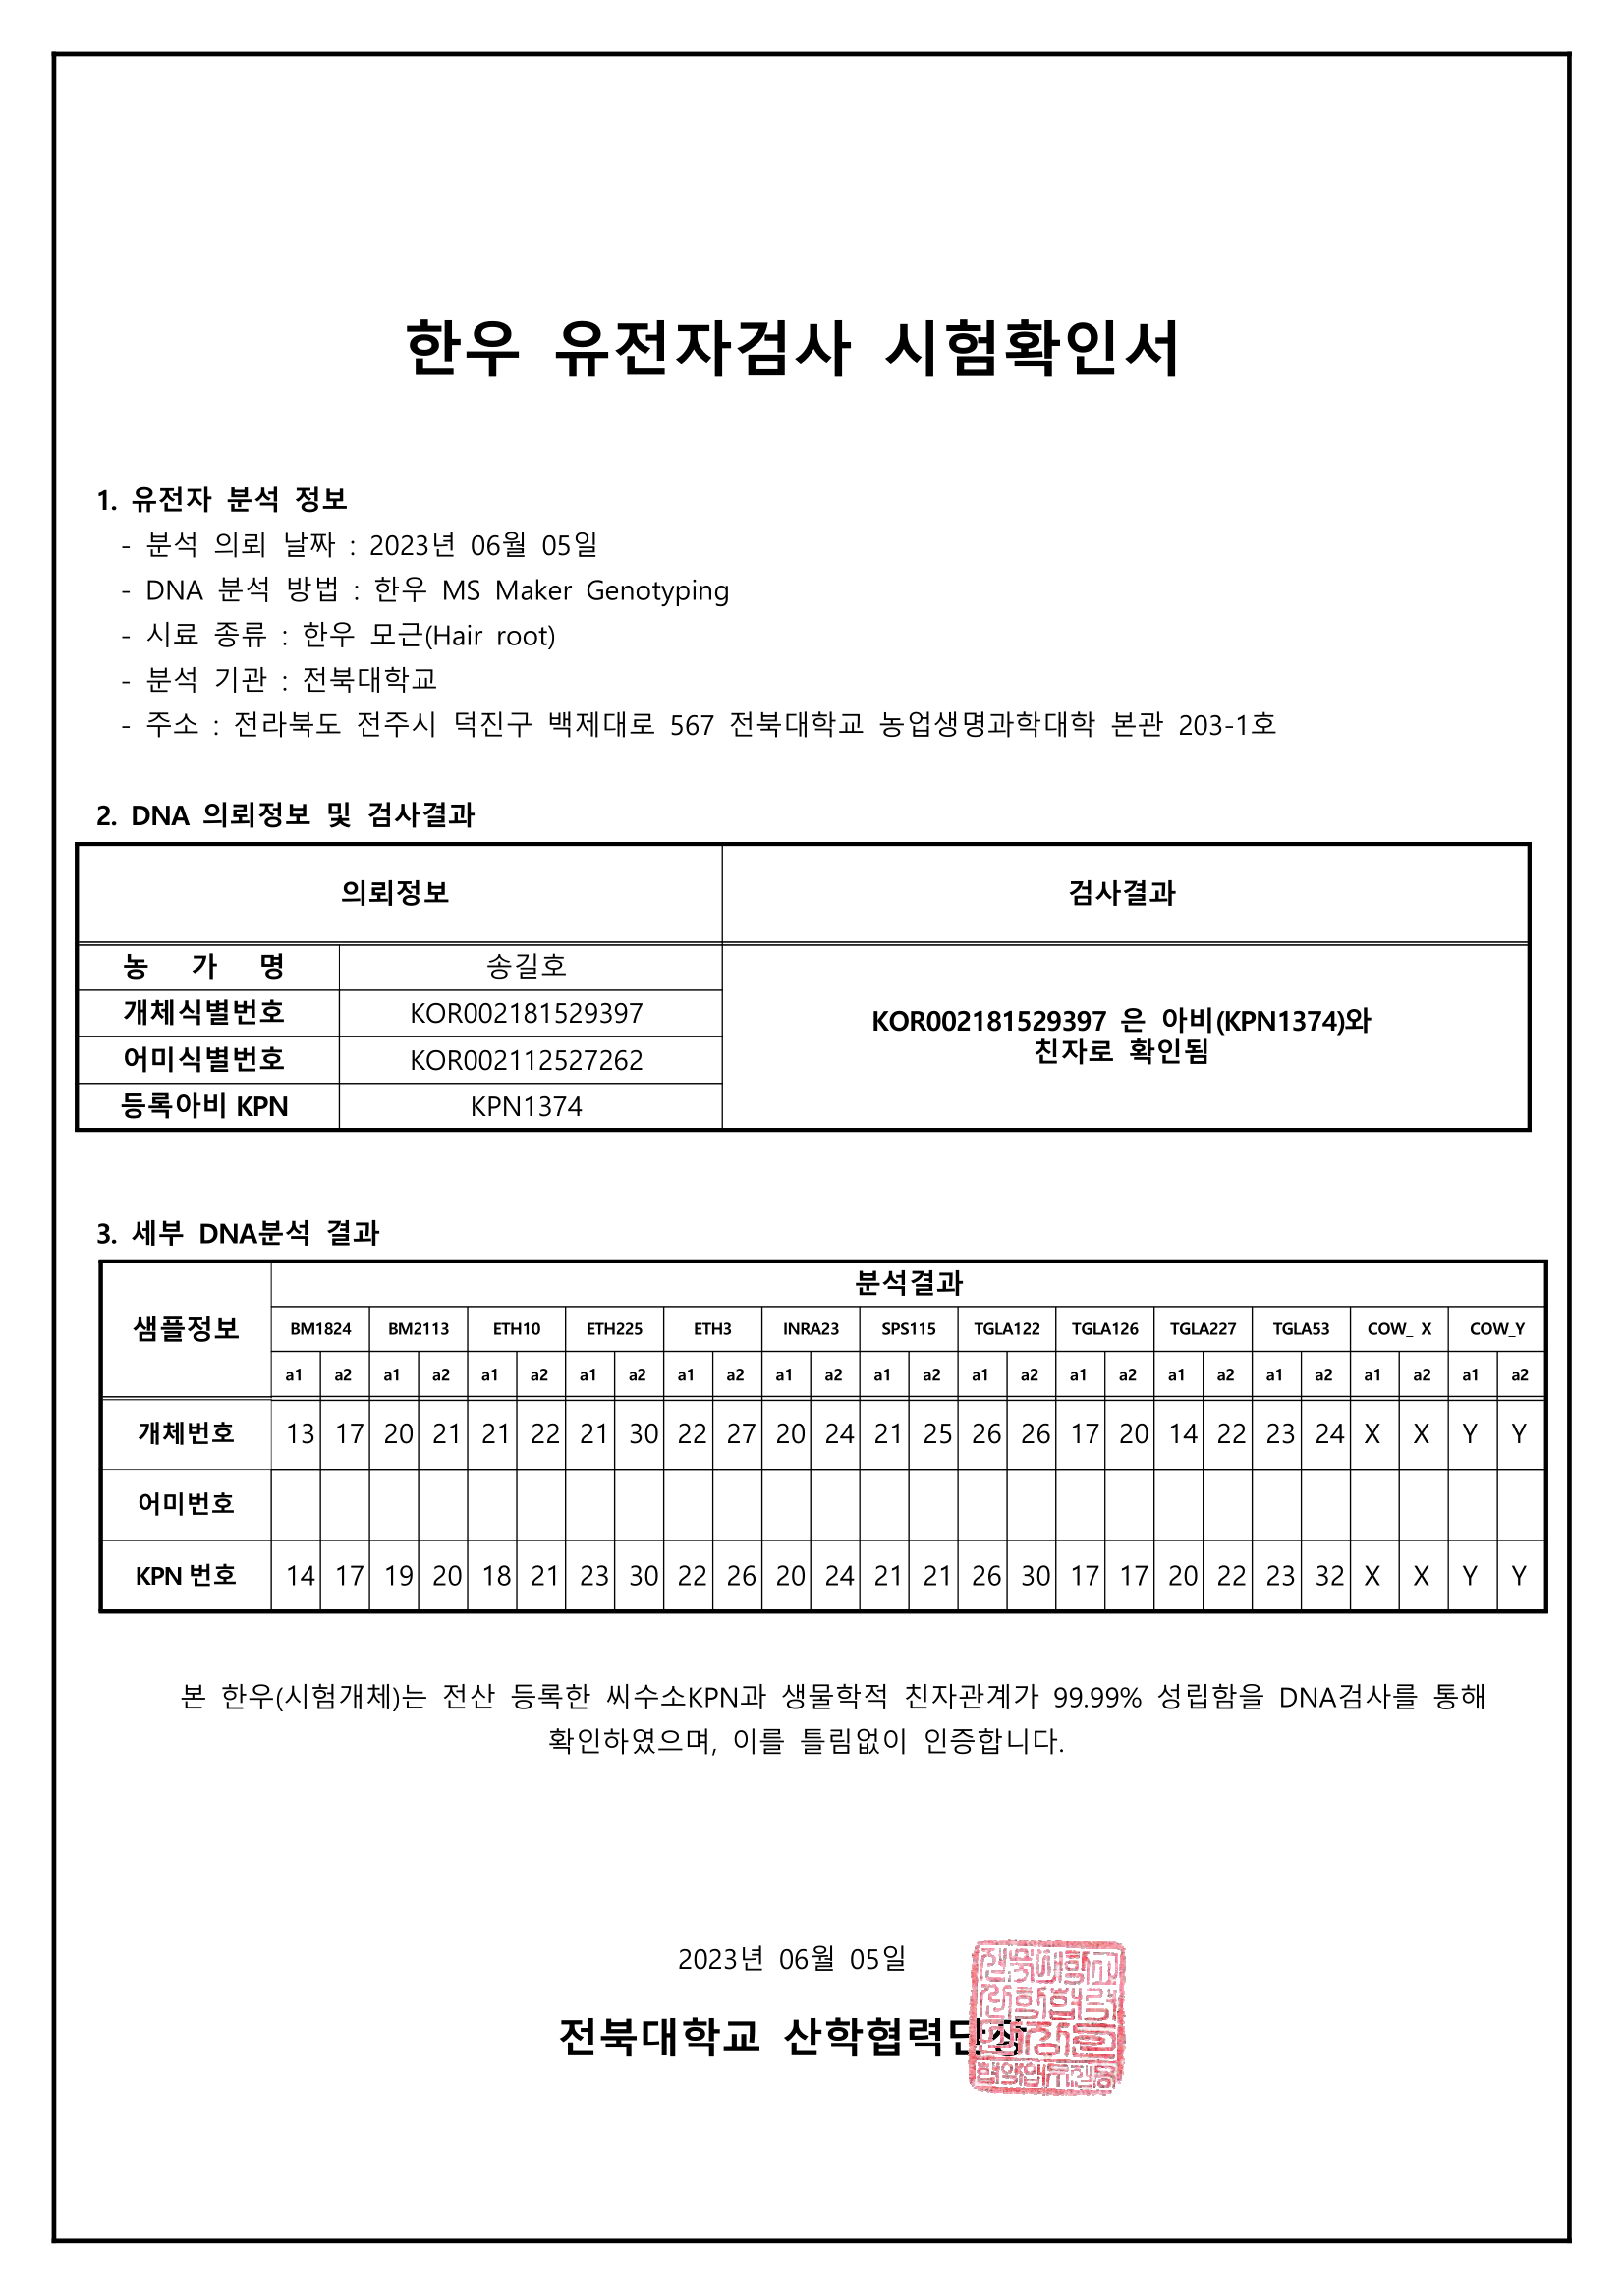 한우 유전자검사 시험확인서
1. 유전자 분석 정보
- 분석 의뢰 날짜 : 2023년 06월 05일
- DNA 분석 방법 : 한우 MS Maker Genotyping
- 시료 종류 : 한우 모근(Hair root)
- 분석 기관 : 전북대학교
- 주소 : 전라북도 전주시 덕진구 백제대로 567 전북대학교 농업생명과학대학 본관 203-1호
2. DNA 의뢰정보 및 검사결과
의뢰정보 검사결과
농 가 명 송길호
개체식별번호 KOR002181529397
어미식별번호 KOR002112527262
등록아비 KPN KPN1374
KOR002181529397 은 아비(KPN1374)와
친자로 확인됨
3. 세부 DNA분석 결과
샘플정보 분석결과
BM1824 BM2113 ETH10 ETH225 ETH3 INRA23 SPS115 TGLA122 TGLA126 TGLA227 TGLA53 COW_ X COW_Y
a1 a2 a1 a2 a1 a2 a1 a2 a1 a2 a1 a2 a1 a2 a1 a2 a1 a2 a1 a2 a1 a2 a1 a2 a1 a2
개체번호 13 17 20 21 21 22 21 30 22 27 20 24 21 25 26 26 17 20 14 22 23 24 X X Y Y
어미번호
KPN 번호 14 17 19 20 18 21 23 30 22 26 20 24 21 21 26 30 17 17 20 22 23 32 X X Y Y
본 한우(시험개체)는 전산 등록한 씨수소KPN과 생물학적 친자관계가 99.99% 성립함을 DNA검사를 통해
확인하였으며, 이를 틀림없이 인증합니다.
2023년 06월 05일
전북대학교 산학협력단장